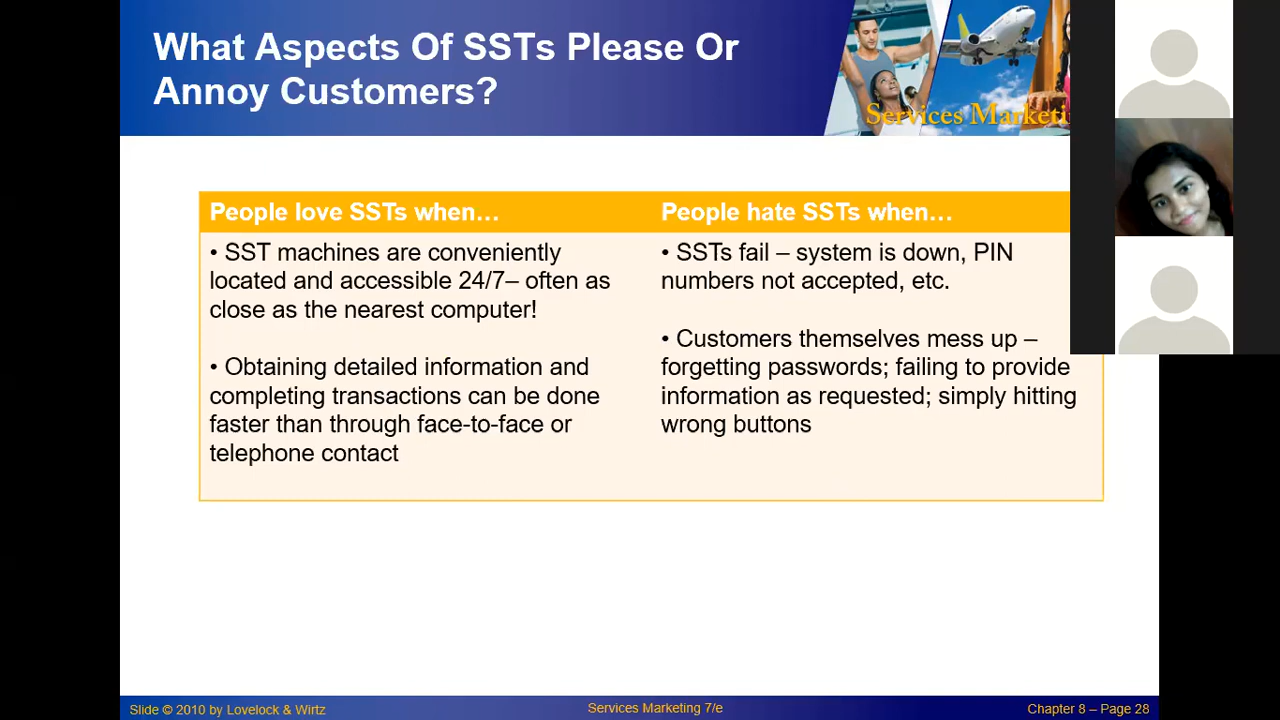 What Aspects Of SSTs Please Or
Annoy Customers?
Services Marketi
People love SSTs when…
People hate SSTs when…
• SST machines are conveniently
located and accessible 24/7– often as
close as the nearest computer!
• Obtaining detailed information and
completing transactions can be done
faster than through face-to-face or
telephone contact
• SSTs fail – system is down, PIN
numbers not accepted, etc.
• Customers themselves mess up –
forgetting passwords; failing to provide
information as requested; simply hitting
wrong buttons
Slide © 2010 by Lovelock & Wirtz
Services Marketing 7/e
Chapter 8 – Page 28